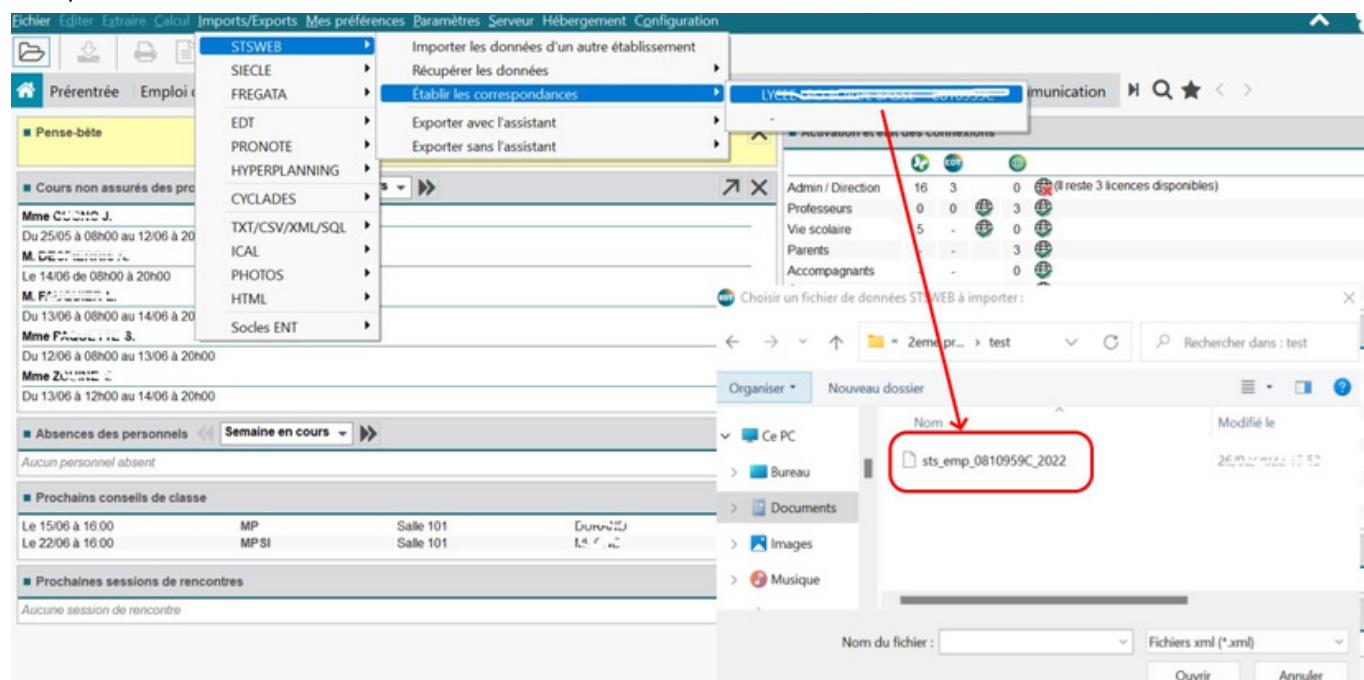 Fichier Editer Extraire Calcul Imports/Exports Mes préférences Paramètres Serveur Hébergement Configuration
STSWEB
SIECLE
FREGATA
EDT
PRONOTE
HYPERPLANNING
CYCLADES
TXT/CSV/XML/SQL
ICAL
PHOTOS
HTML
Socles ENT
Importer les données d'un autre établissement
Récupérer les données
Établir les correspondances
Exporter avec l'assistant
Exporter sans l'assistant
LYCEE
-
Prérentrée Emploi munication
Pense-bête
Cours non assurés des pro
Mme J.
Du 25/05 à 08h00 au 12/06 à 20
M.
Le 14/06 de 08h00 à 20h00
M.
Du 13/06 à 08h00 au 14/06 à 20
Mme S.
Du 12/06 à 08h00 au 13/06 à 20h00
Mme
Du 13/06 à 12h00 au 14/06 à 20h00
Absences des personnels Semaine en cours
Aucun personnel absent
Prochains conseils de classe
Le 15/06 à 16:00 MP Salle 101
Le 22/06 à 16:00 MPSI Salle 101
Prochaines sessions de rencontres
Aucune session de rencontre
Activation et état des connexions
EDT
Admin / Direction 16 3 0 (Il reste 3 licences disponibles)
Professeurs 0 0 3
Vie scolaire 5 - 0
Parents - - 3
Accompagnants - - 0
EDT Choisir un fichier de données STSWEB à importer :
2eme pr... test Rechercher dans : test
Organiser Nouveau dossier
Nom Modifié le
Ce PC
Bureau
Documents
Images
Musique
sts_emp_0810959C_2022
Nom du fichier : Fichiers xml (*.xml)
Ouvrir Annuler